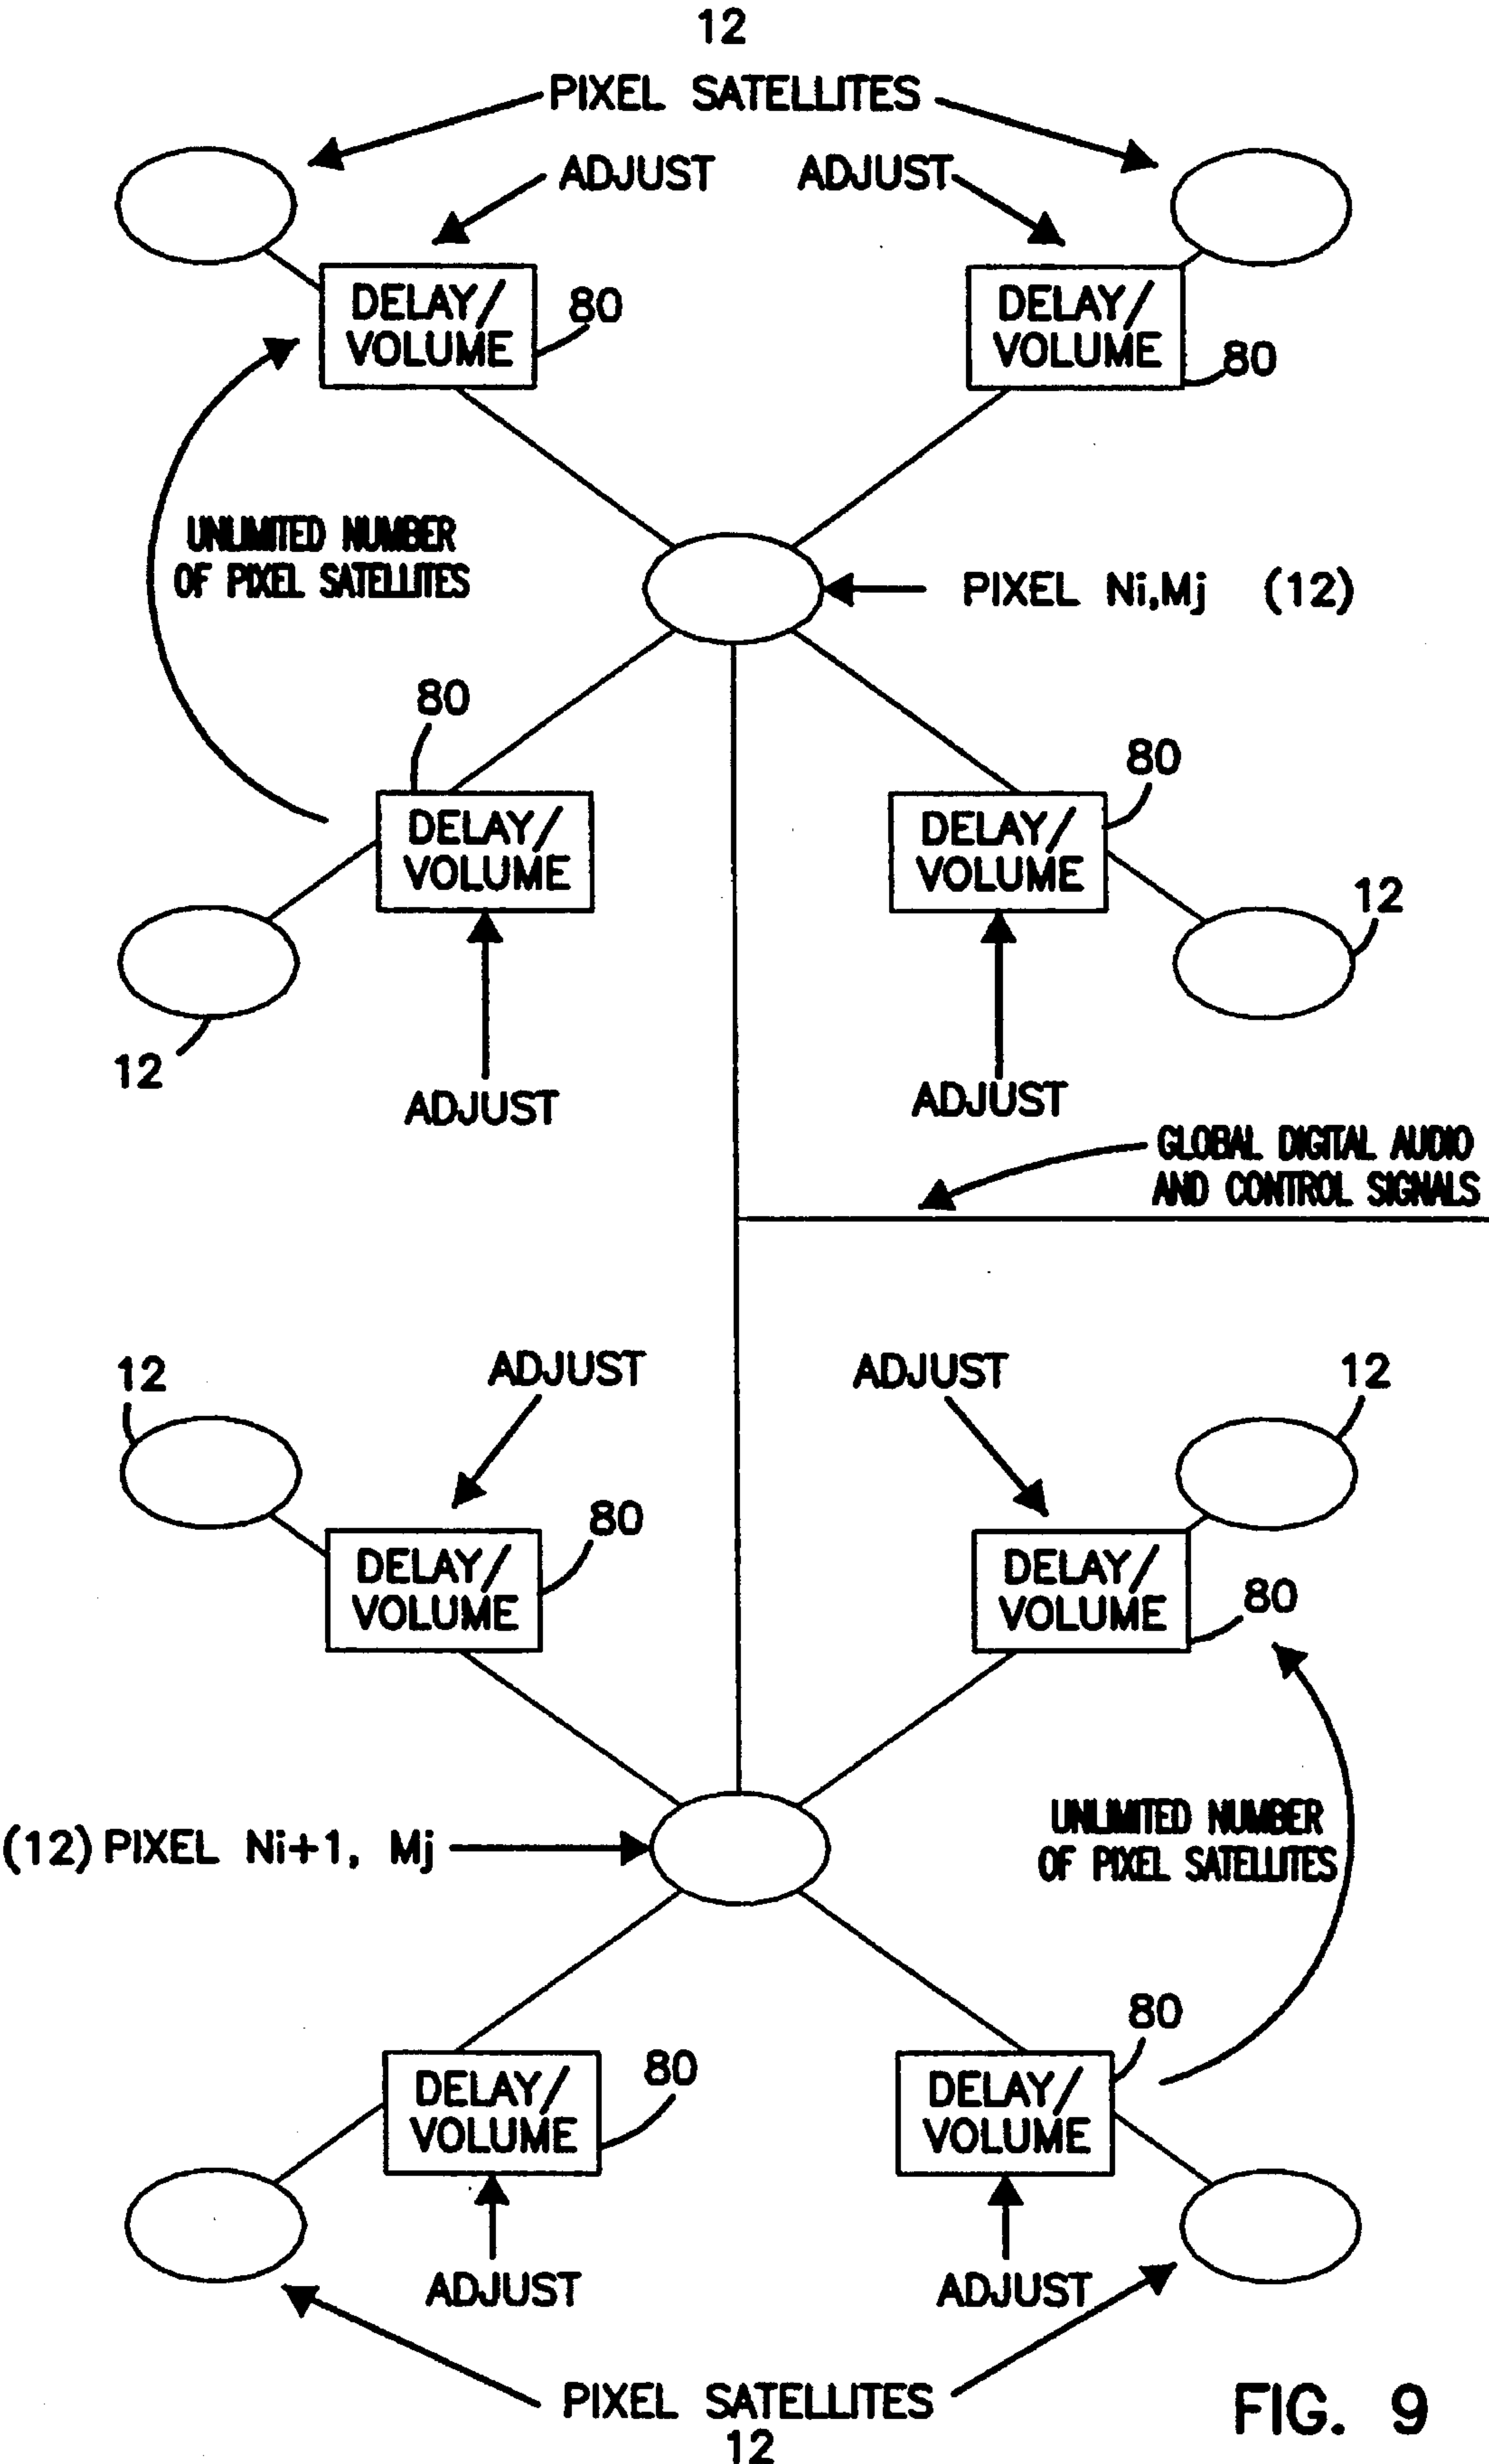 12
PIXEL SATELLITES
ADJUST ADJUST
DELAY/
VOLUME
80
DELAY/
VOLUME
80
UNLIMITED NUMBER
OF PIXEL SATELLITES
PIXEL Ni,Mj (12)
80
80
DELAY/
VOLUME
DELAY/
VOLUME
12
12
ADJUST
ADJUST
GLOBAL DIGITAL AUDIO
AND CONTROL SIGNALS
12
ADJUST
ADJUST
12
80
DELAY/
VOLUME
DELAY/
VOLUME
80
UNLIMITED NUMBER
OF PIXEL SATELLITES
(12) PIXEL Ni+1, Mj
80
80
DELAY/
VOLUME
DELAY/
VOLUME
ADJUST
ADJUST
PIXEL SATELLITES
12
FIG. 9